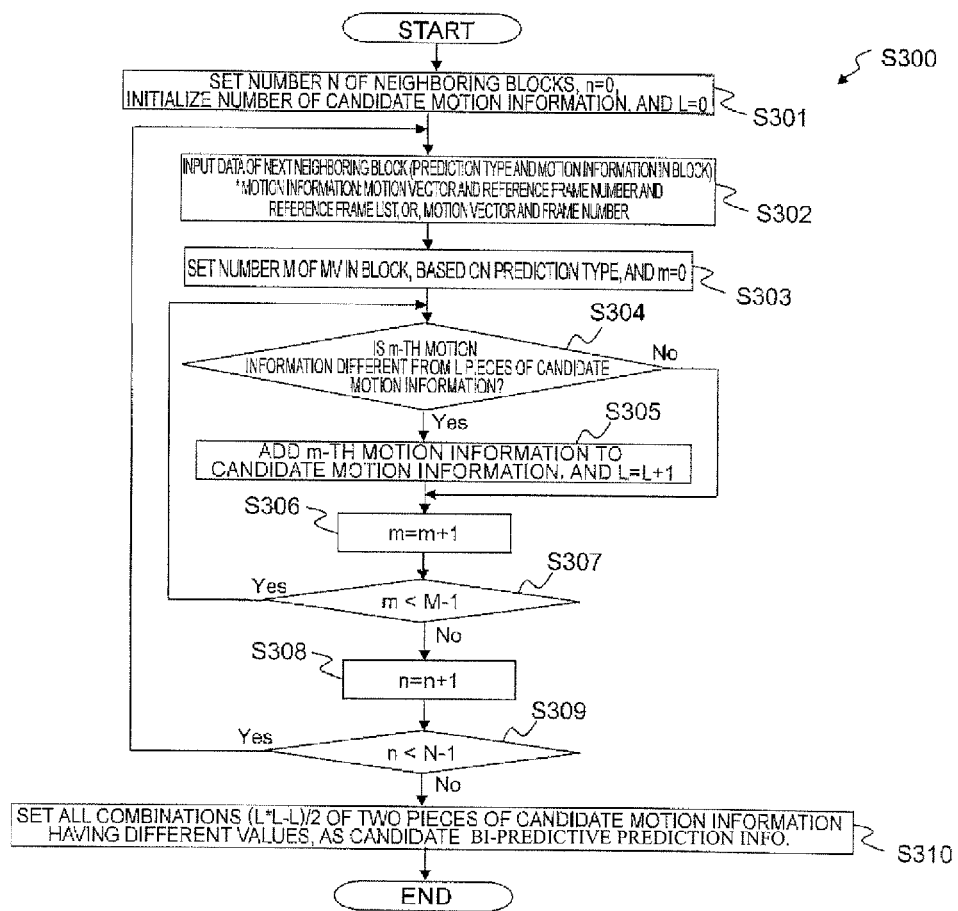 START
S300
SET NUMBER N OF NEIGHBORING BLOCKS, n=0,
INITIALIZE NUMBER OF CANDIDATE MOTION INFORMATION, AND L=0
S301
INPUT DATA OF NEXT NEIGHBORING BLOCK (PREDICTION TYPE AND MOTION INFORMATION IN BLOCK)
*MOTION INFORMATION: MOTION VECTOR AND REFERENCE FRAME NUMBER AND
REFERENCE FRAME LIST, OR, MOTION VECTOR AND FRAME NUMBER
S302
SET NUMBER M OF MV IN BLOCK, BASED ON PREDICTION TYPE, AND m=0
S303
S304
IS m-TH MOTION
INFORMATION DIFFERENT FROM L PIECES OF CANDIDATE
MOTION INFORMATION?
No
Yes
S305
ADD m-TH MOTION INFORMATION TO
CANDIDATE MOTION INFORMATION, AND L=L+1
S306
m=m+1
S307
Yes
m < M-1
No
S308
n=n+1
S309
Yes
n < N-1
No
SET ALL COMBINATIONS (L*L-L)/2 OF TWO PIECES OF CANDIDATE MOTION INFORMATION
HAVING DIFFERENT VALUES, AS CANDIDATE BI-PREDICTIVE PREDICTION INFO.
S310
END